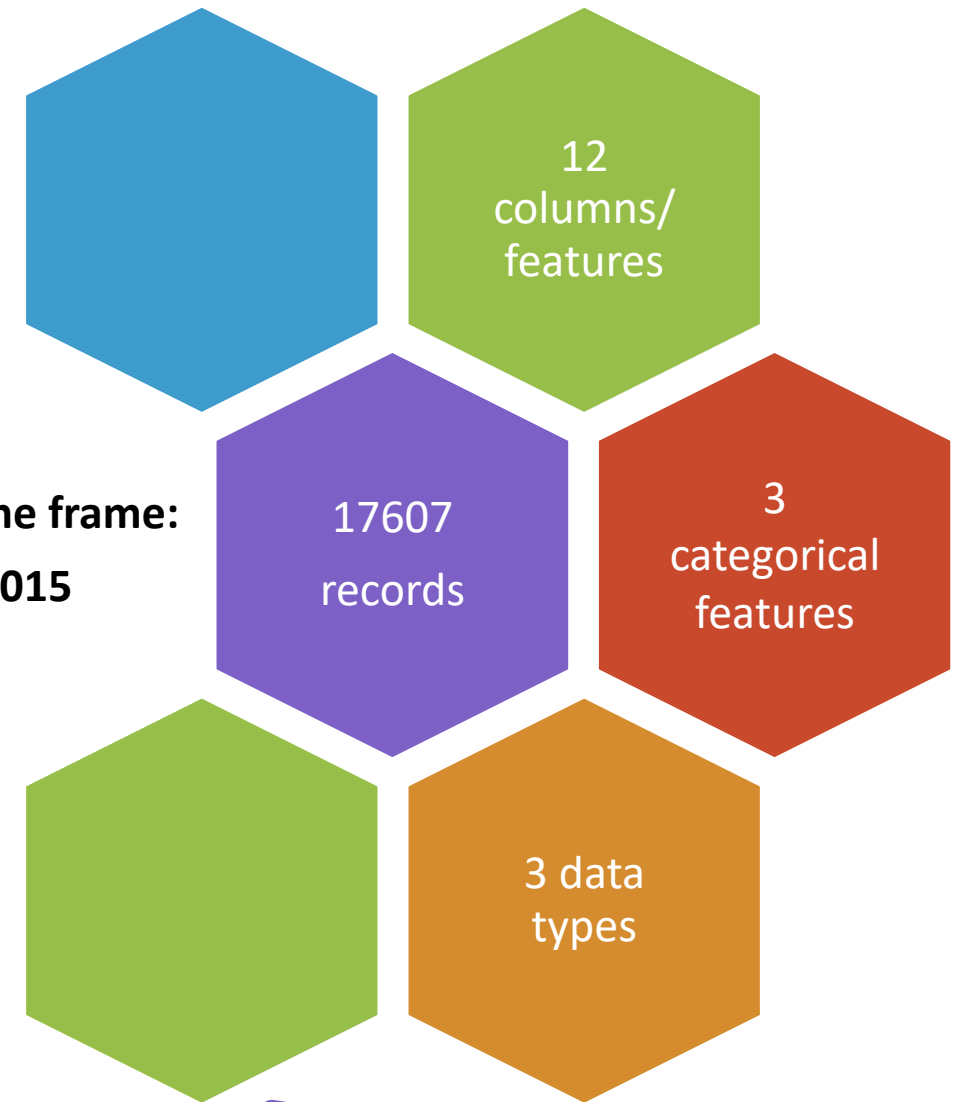 12
columns/
features
ne frame:
015
17607
records
3
categorical
features
3 data
types